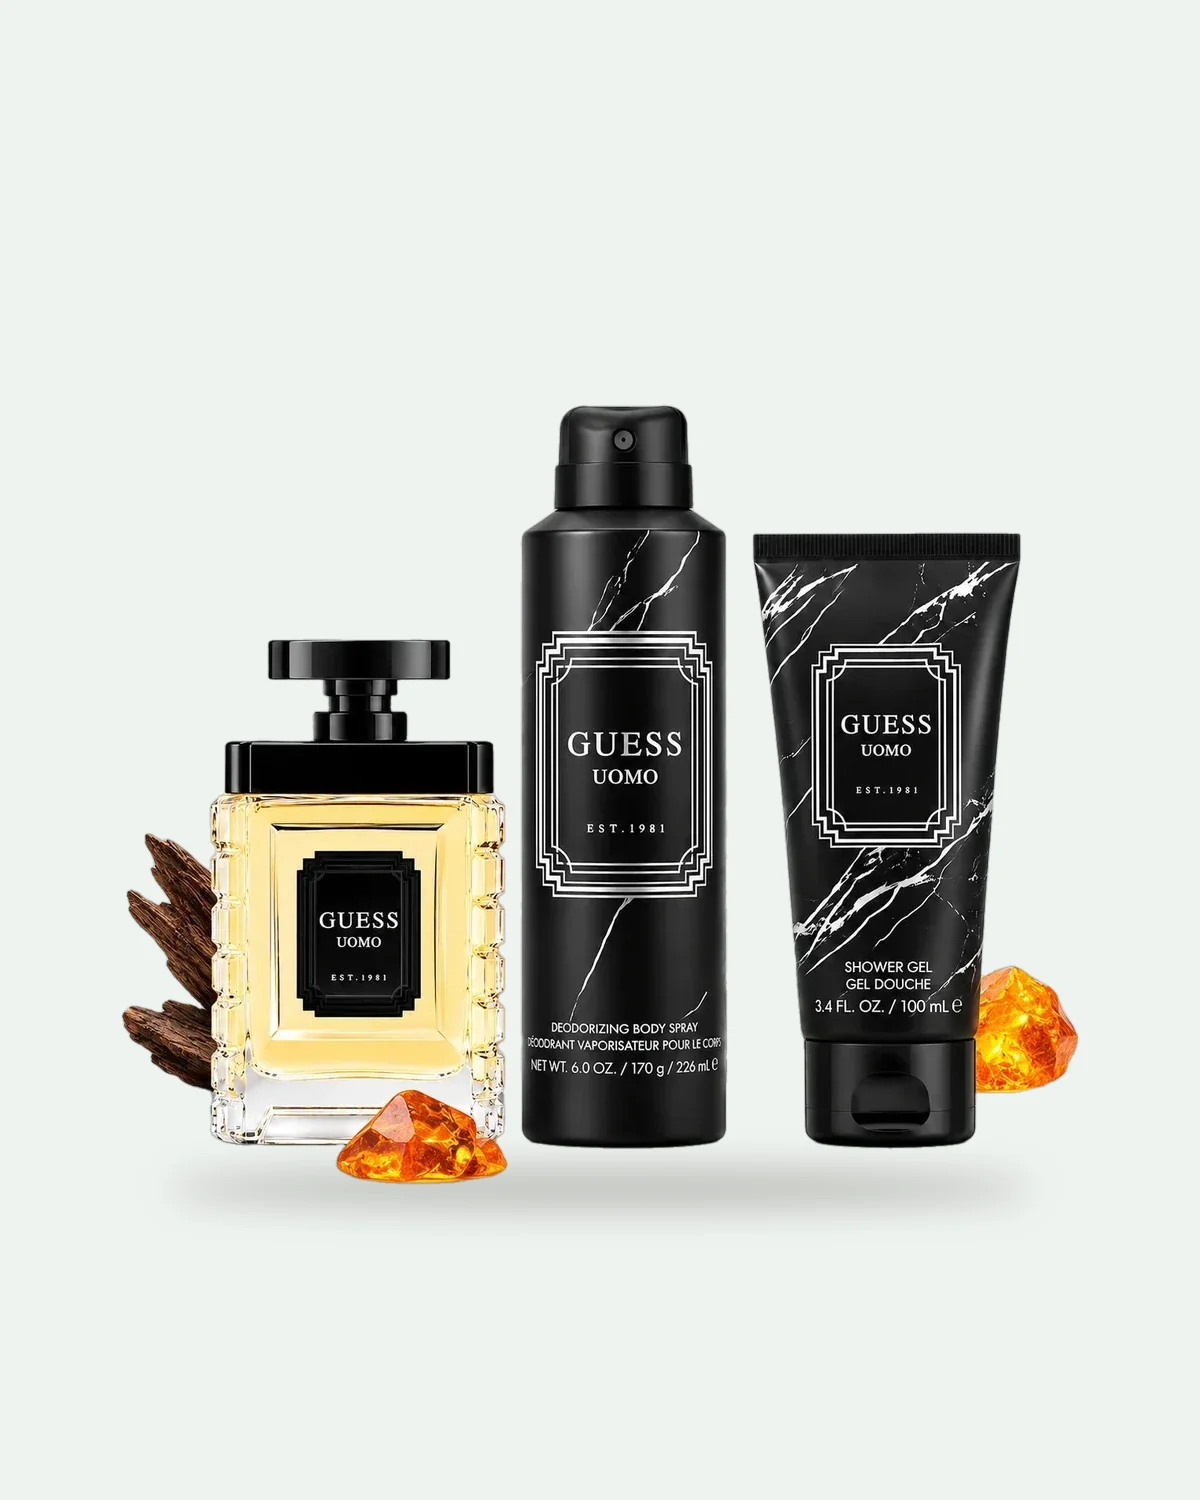 GUESS
UOMO
EST.1981
GUESS
UOMO
EST.1981
DEODORIZING BODY SPRAY
DÉODORANT VAPORISATEUR POUR LE CORPS
NET WT. 6.0 OZ. / 170 g / 226 mL ℮
GUESS
UOMO
EST.1981
SHOWER GEL
GEL DOUCHE
3.4 FL. OZ. / 100 mL ℮